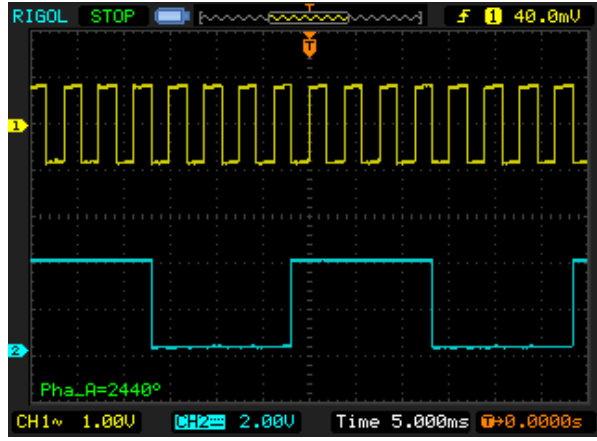 RIGOL STOP T 1 40.0mV
T
1
2
Pha_A=2440º
CH1~ 1.00V CH2 2.00V Time 5.000ms T→0.0000s